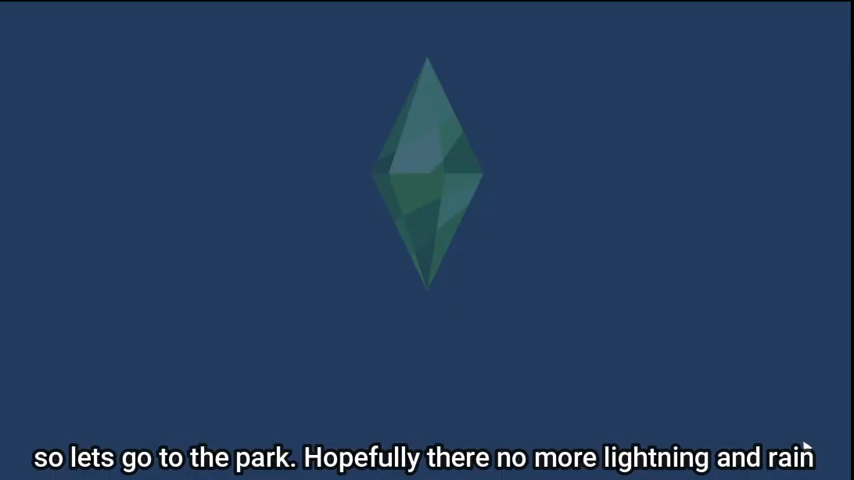 so lets go to the park. Hopefully there no more lightning and rain